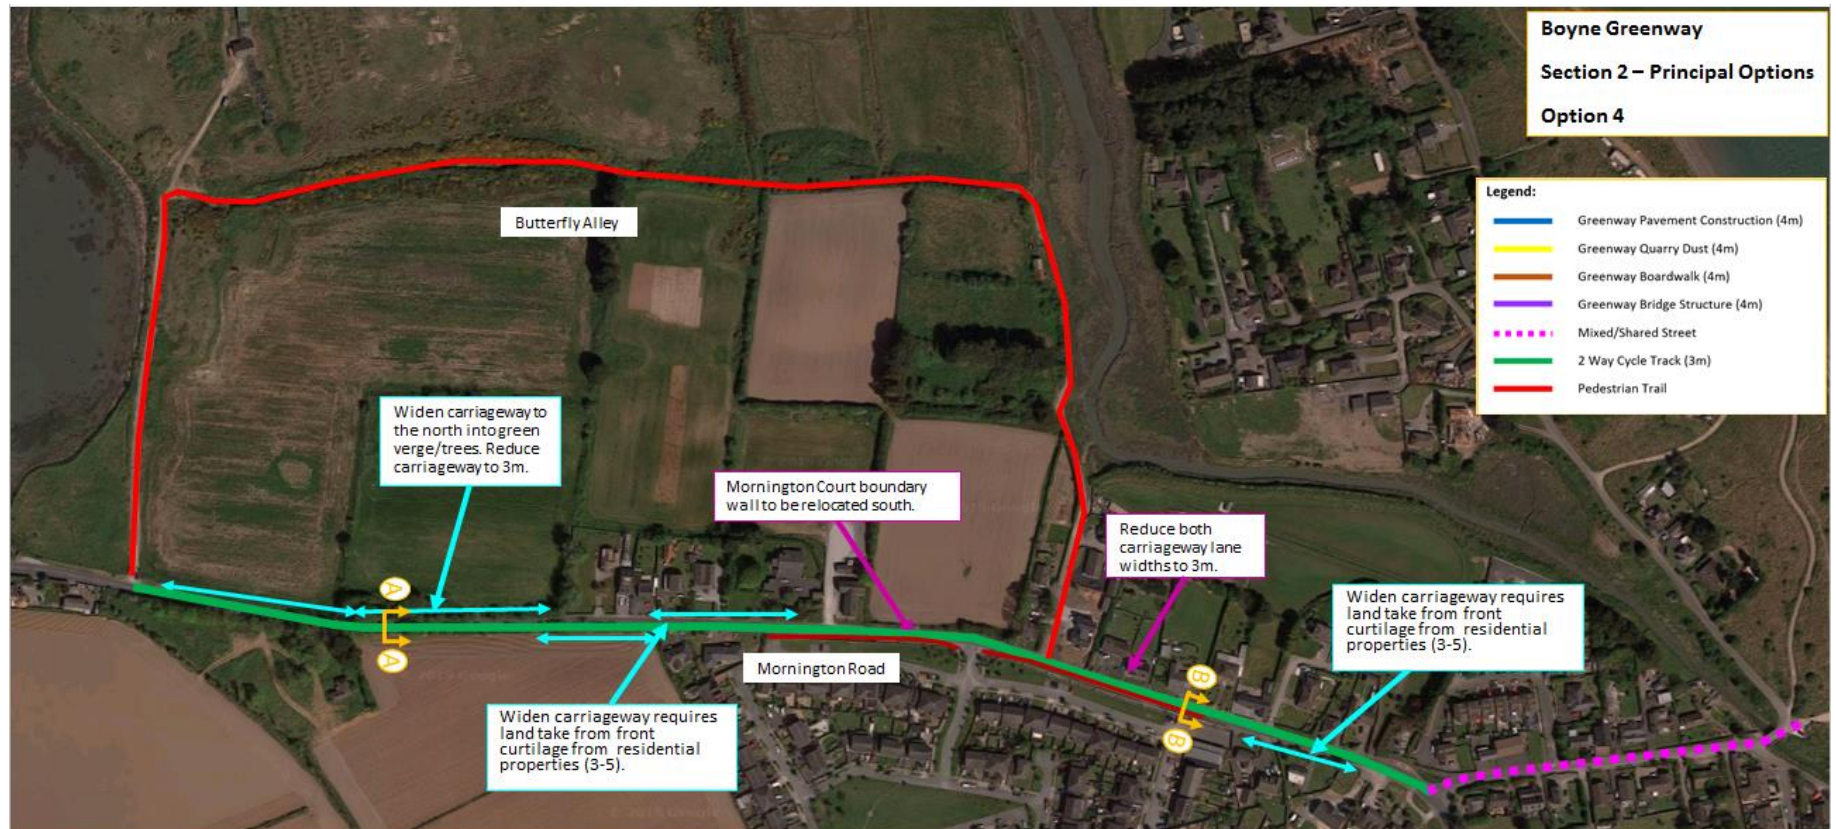 Boyne Greenway
Section 2 – Principal Options
Option 4
Legend:
Greenway Pavement Construction (4m)
Greenway Quarry Dust (4m)
Greenway Boardwalk (4m)
Greenway Bridge Structure (4m)
Mixed/Shared Street
2 Way Cycle Track (3m)
Pedestrian Trail
Butterfly Alley
Widen carriageway to
the north into green
verge/trees. Reduce
carriageway to 3m.
Mornington Court boundary
wall to be relocated south.
Reduce both
carriageway lane
widths to 3m.
Widen carriageway requires
land take from front
curtilage from residential
properties (3-5).
A
A
Mornington Road
B
B
Widen carriageway requires
land take from front
curtilage from residential
properties (3-5).